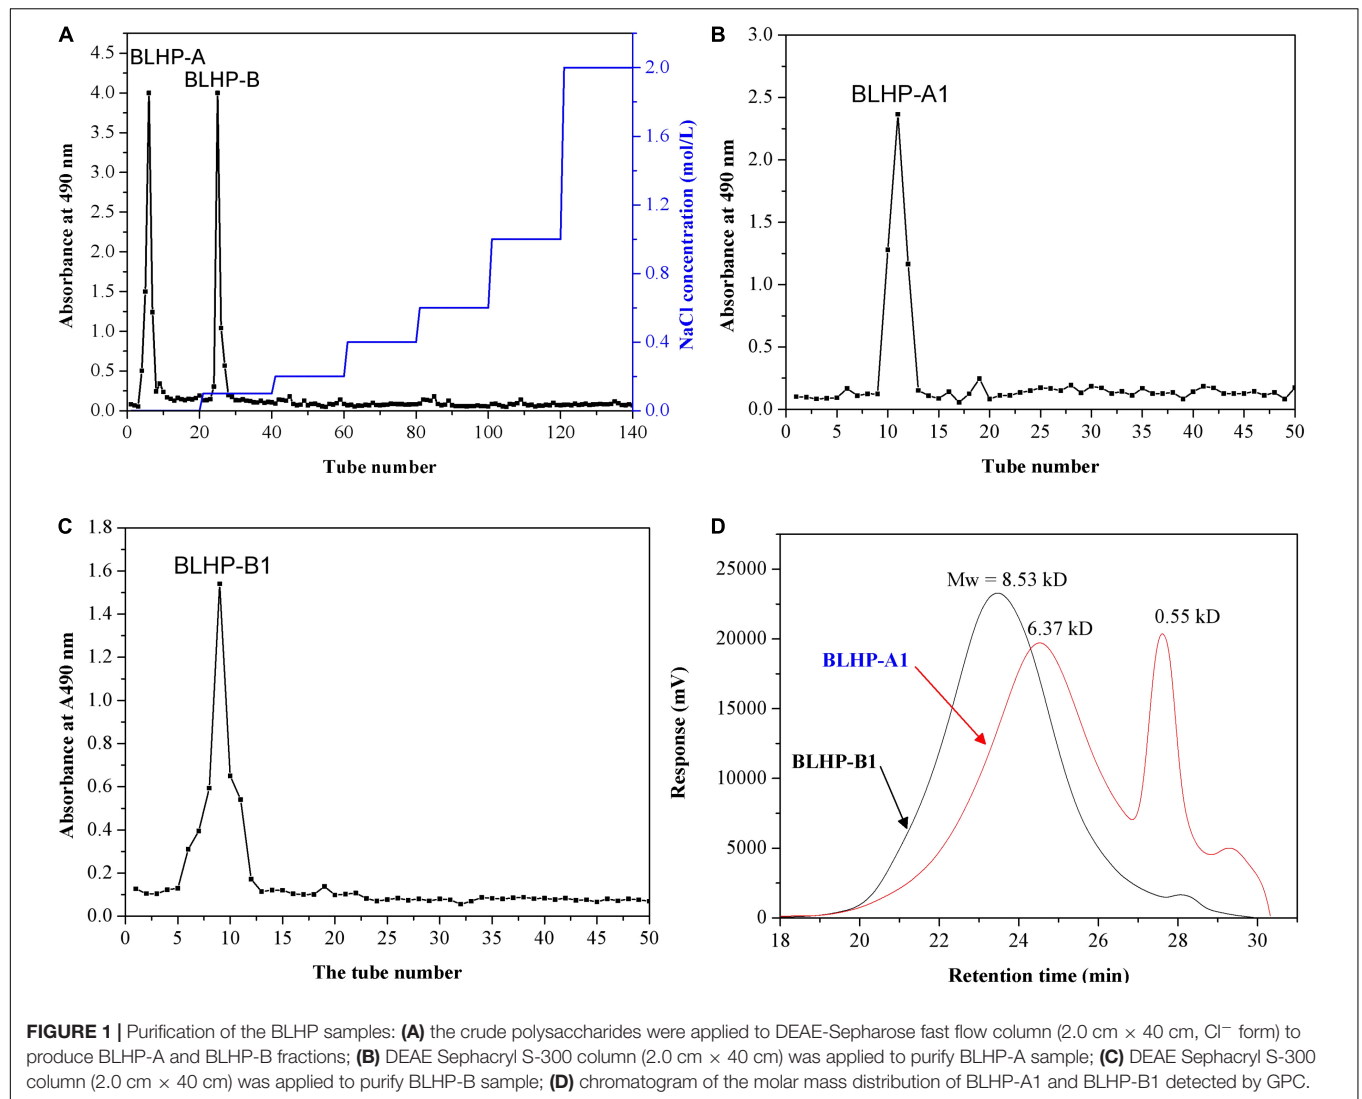 A
BLHP-A
BLHP-B
4.5
4.0
3.5
3.0
2.5
2.0
1.5
1.0
0.5
0.0
Absorbance at 490 nm
0 20 40 60 80 100 120 140
Tube number
2.0
1.6
1.2
0.8
0.4
0.0
NaCl concentration (mol/L)
B
BLHP-A1
3.0
2.5
2.0
1.5
1.0
0.5
0.0
Absorbance at 490 nm
0 5 10 15 20 25 30 35 40 45 50
Tube number
C
BLHP-B1
1.8
1.6
1.4
1.2
1.0
0.8
0.6
0.4
0.2
0.0
Absorbance at A490 nm
0 5 10 15 20 25 30 35 40 45 50
The tube number
D
Mw = 8.53 kD
6.37 kD
0.55 kD
BLHP-A1
BLHP-B1
25000
20000
15000
10000
5000
0
Response (mV)
18 20 22 24 26 28 30
Retention time (min)
FIGURE 1 | Purification of the BLHP samples: (A) the crude polysaccharides were applied to DEAE-Sepharose fast flow column (2.0 cm × 40 cm, Cl⁻ form) to
produce BLHP-A and BLHP-B fractions; (B) DEAE Sephacryl S-300 column (2.0 cm × 40 cm) was applied to purify BLHP-A sample; (C) DEAE Sephacryl S-300
column (2.0 cm × 40 cm) was applied to purify BLHP-B sample; (D) chromatogram of the molar mass distribution of BLHP-A1 and BLHP-B1 detected by GPC.